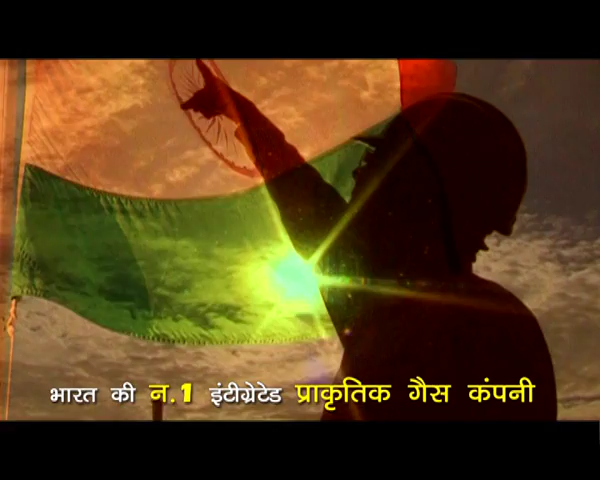 भारत की न.1 इंटीग्रेटेड प्राकृतिक गैस कंपनी